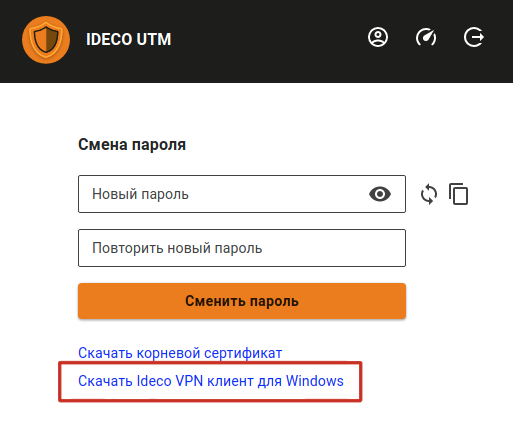 IDECO UTM
Смена пароля
Новый пароль
Повторить новый пароль
Сменить пароль
Скачать корневой сертификат
Скачать Ideco VPN клиент для Windows